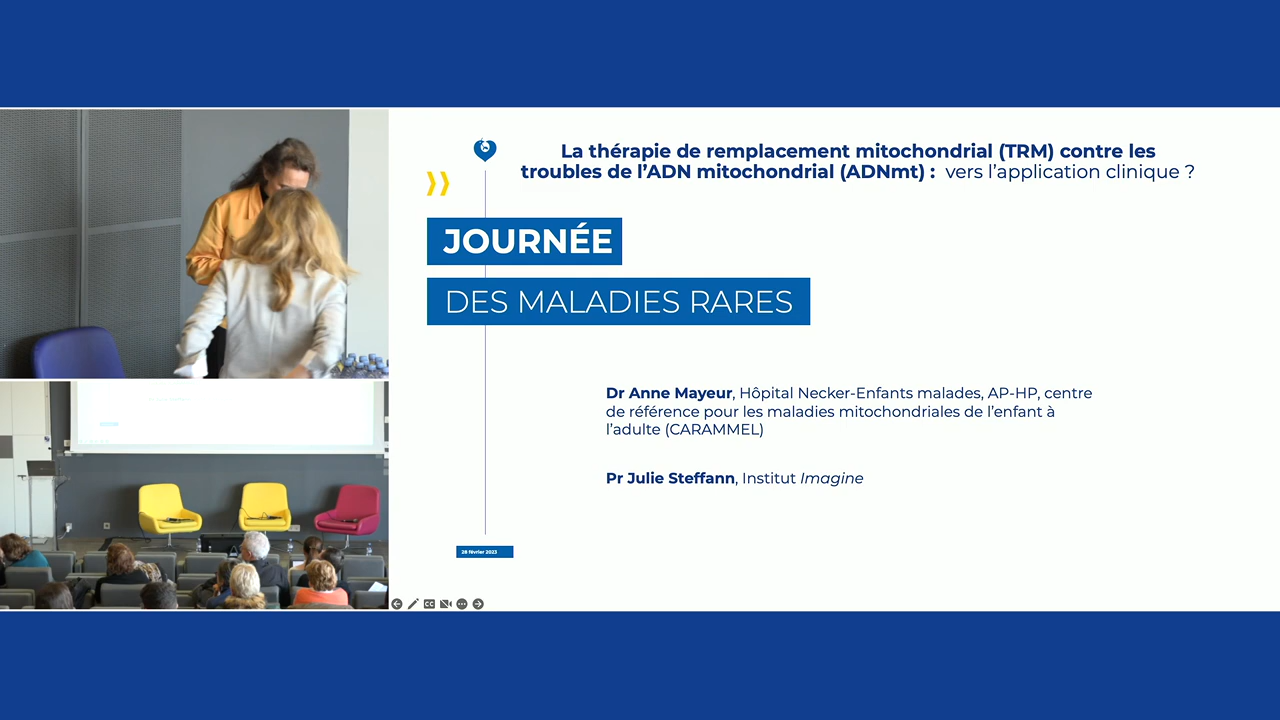 La thérapie de remplacement mitochondrial (TRM) contre les
troubles de l’ADN mitochondrial (ADNmt) : vers l’application clinique ?
JOURNÉE
DES MALADIES RARES
Dr Anne Mayeur, Hôpital Necker-Enfants malades, AP-HP, centre
de référence pour les maladies mitochondriales de l’enfant à
l’adulte (CARAMMEL)
Pr Julie Steffann, Institut Imagine
28 février 2023
CC